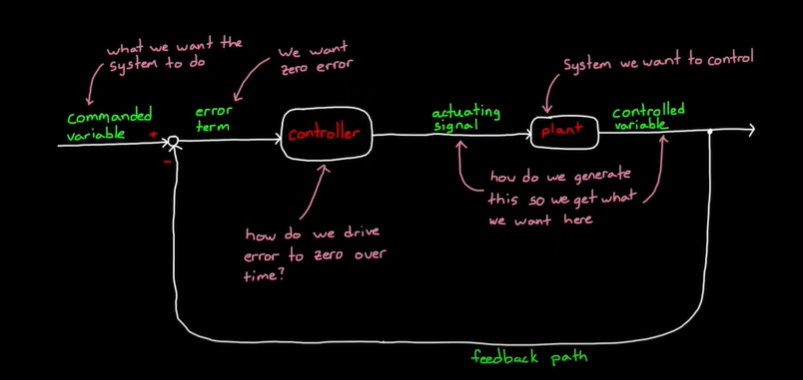 what we want the
system to do
We want
zero error
System we want to control
commanded
variable
error
term
actuating
signal
controlled
variable
+
-
controller
plant
how do we generate
this so we get what
we want here
how do we drive
error to zero over
time?
feedback path